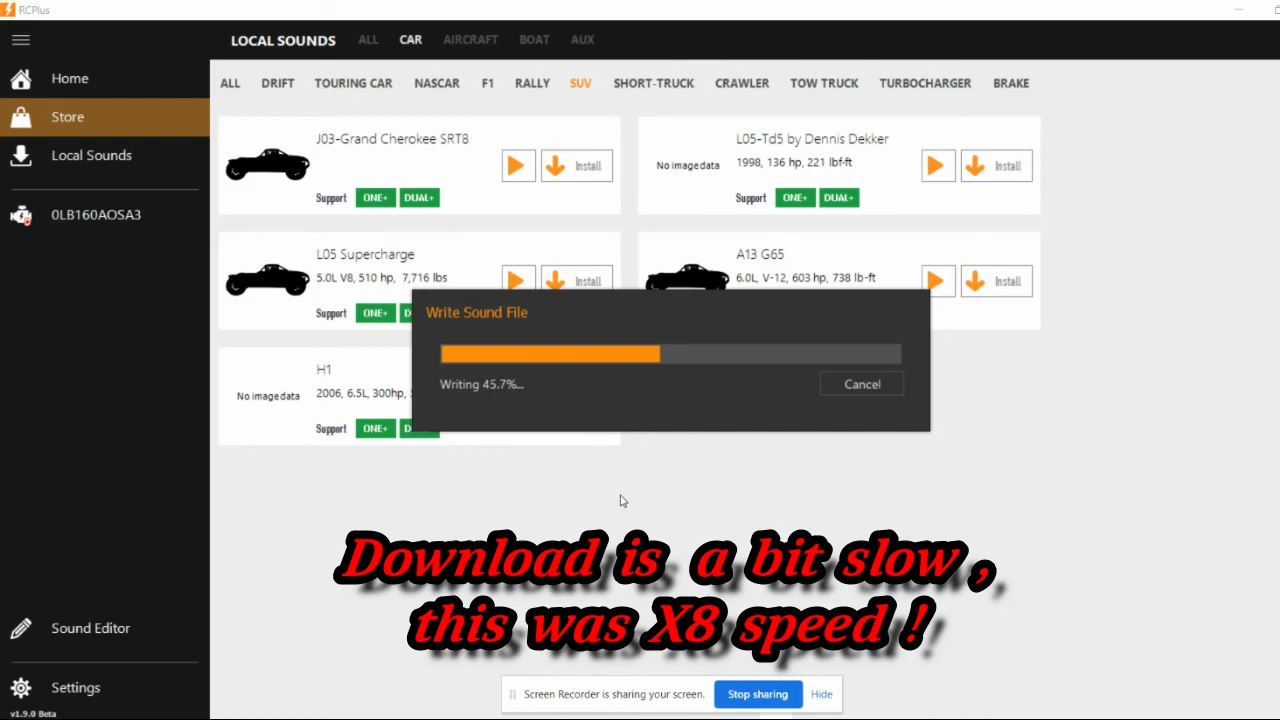 RCPlus
LOCAL SOUNDS ALL CAR AIRCRAFT BOAT AUX
Home
Store
Local Sounds
0LB160AOSA3
Sound Editor
Settings
v1.9.0 Beta
ALL DRIFT TOURING CAR NASCAR F1 RALLY SUV SHORT-TRUCK CRAWLER TOW TRUCK TURBOCHARGER BRAKE
J03-Grand Cherokee SRT8
Install
Support ONE+ DUAL+
L05-Td5 by Dennis Dekker
No image data
1998, 136 hp, 221 lbf-ft
Install
Support ONE+ DUAL+
L05 Supercharge
5.0L V8, 510 hp, 7,716 lbs
Install
Support ONE+
A13 G65
6.0L, V-12, 603 hp, 738 lb-ft
Install
H1
No image data
2006, 6.5L, 300hp,
Support ONE+
Write Sound File
Writing 45.7%...
Cancel
Download is a bit slow ,
this was X8 speed !
Screen Recorder is sharing your screen. Stop sharing Hide